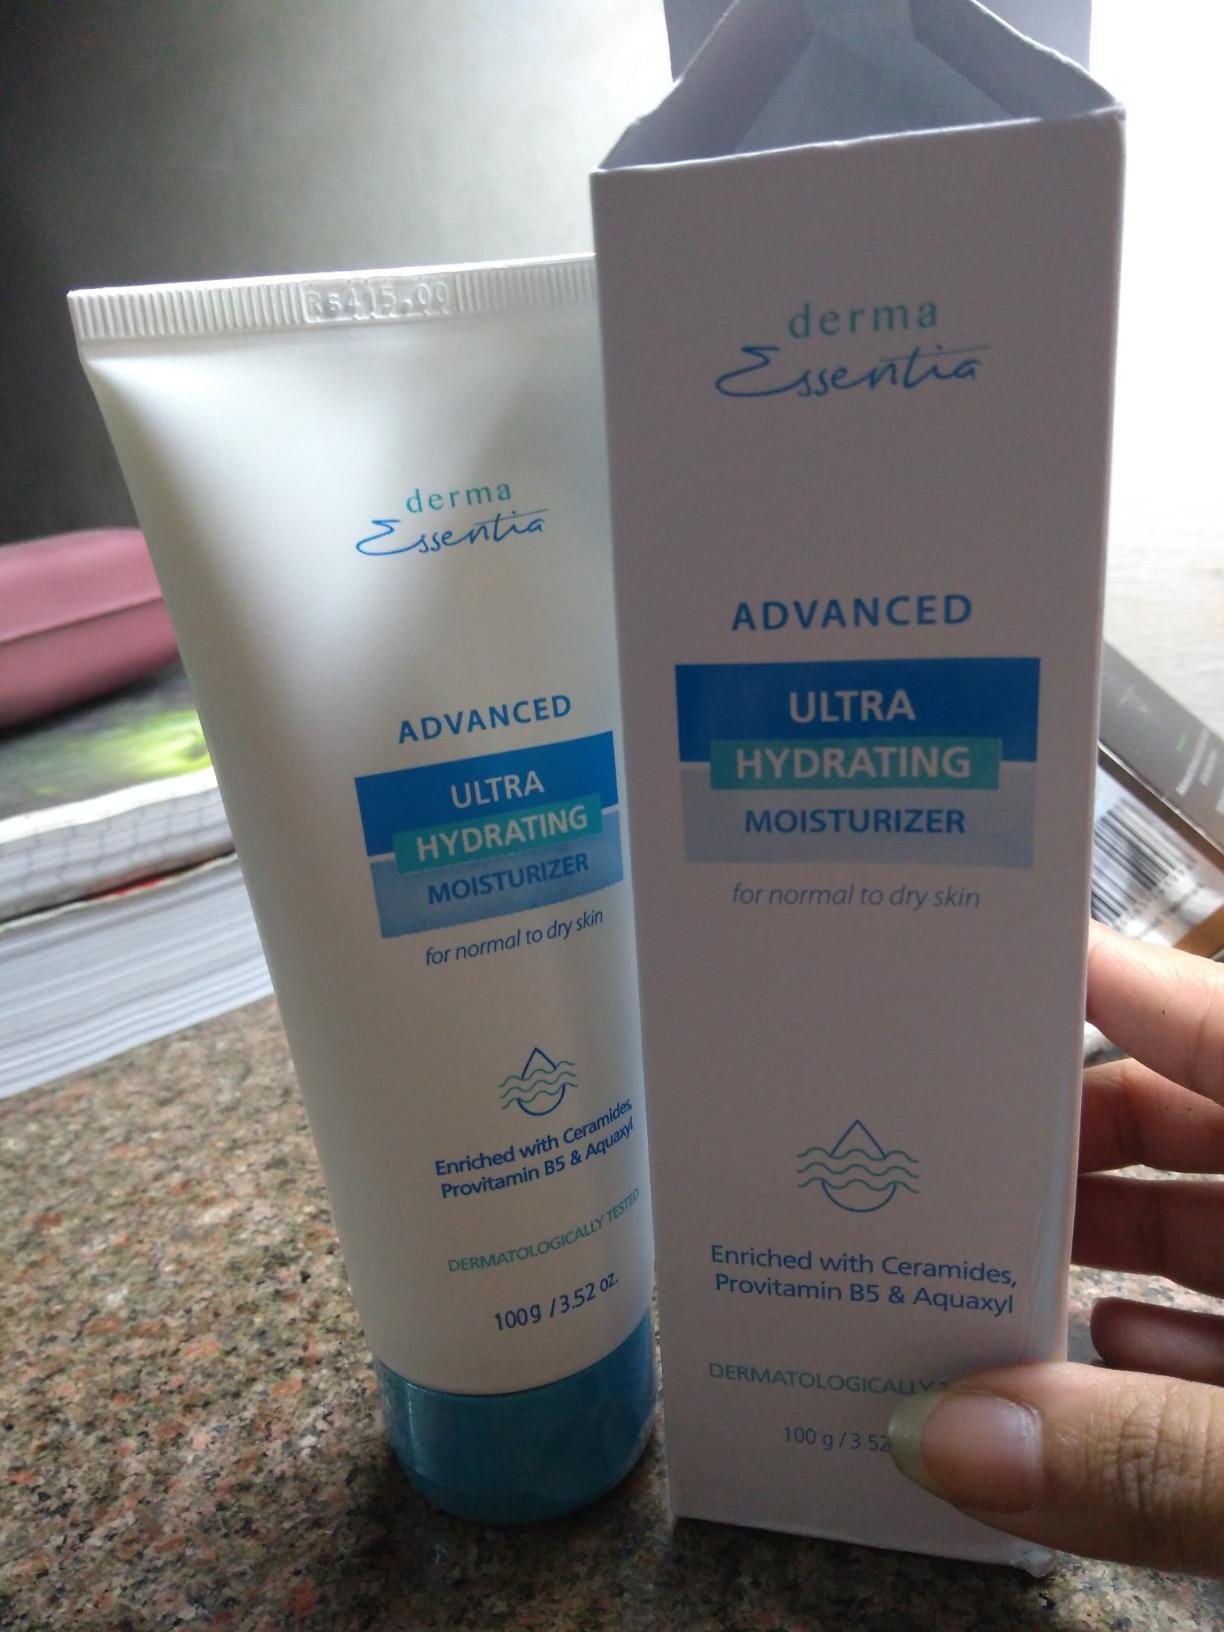 Rs415.00
derma
Essentia
ADVANCED
ULTRA
HYDRATING
MOISTURIZER
for normal to dry skin
Enriched with Ceramides,
Provitamin B5 & Aquaxyl
DERMATOLOGICALLY TESTED
100g / 3.52 oz.
derma
Essentia
ADVANCED
ULTRA
HYDRATING
MOISTURIZER
for normal to dry skin
Enriched with Ceramides,
Provitamin B5 & Aquaxyl
DERMATOLOGICALLY
100 g / 3.52